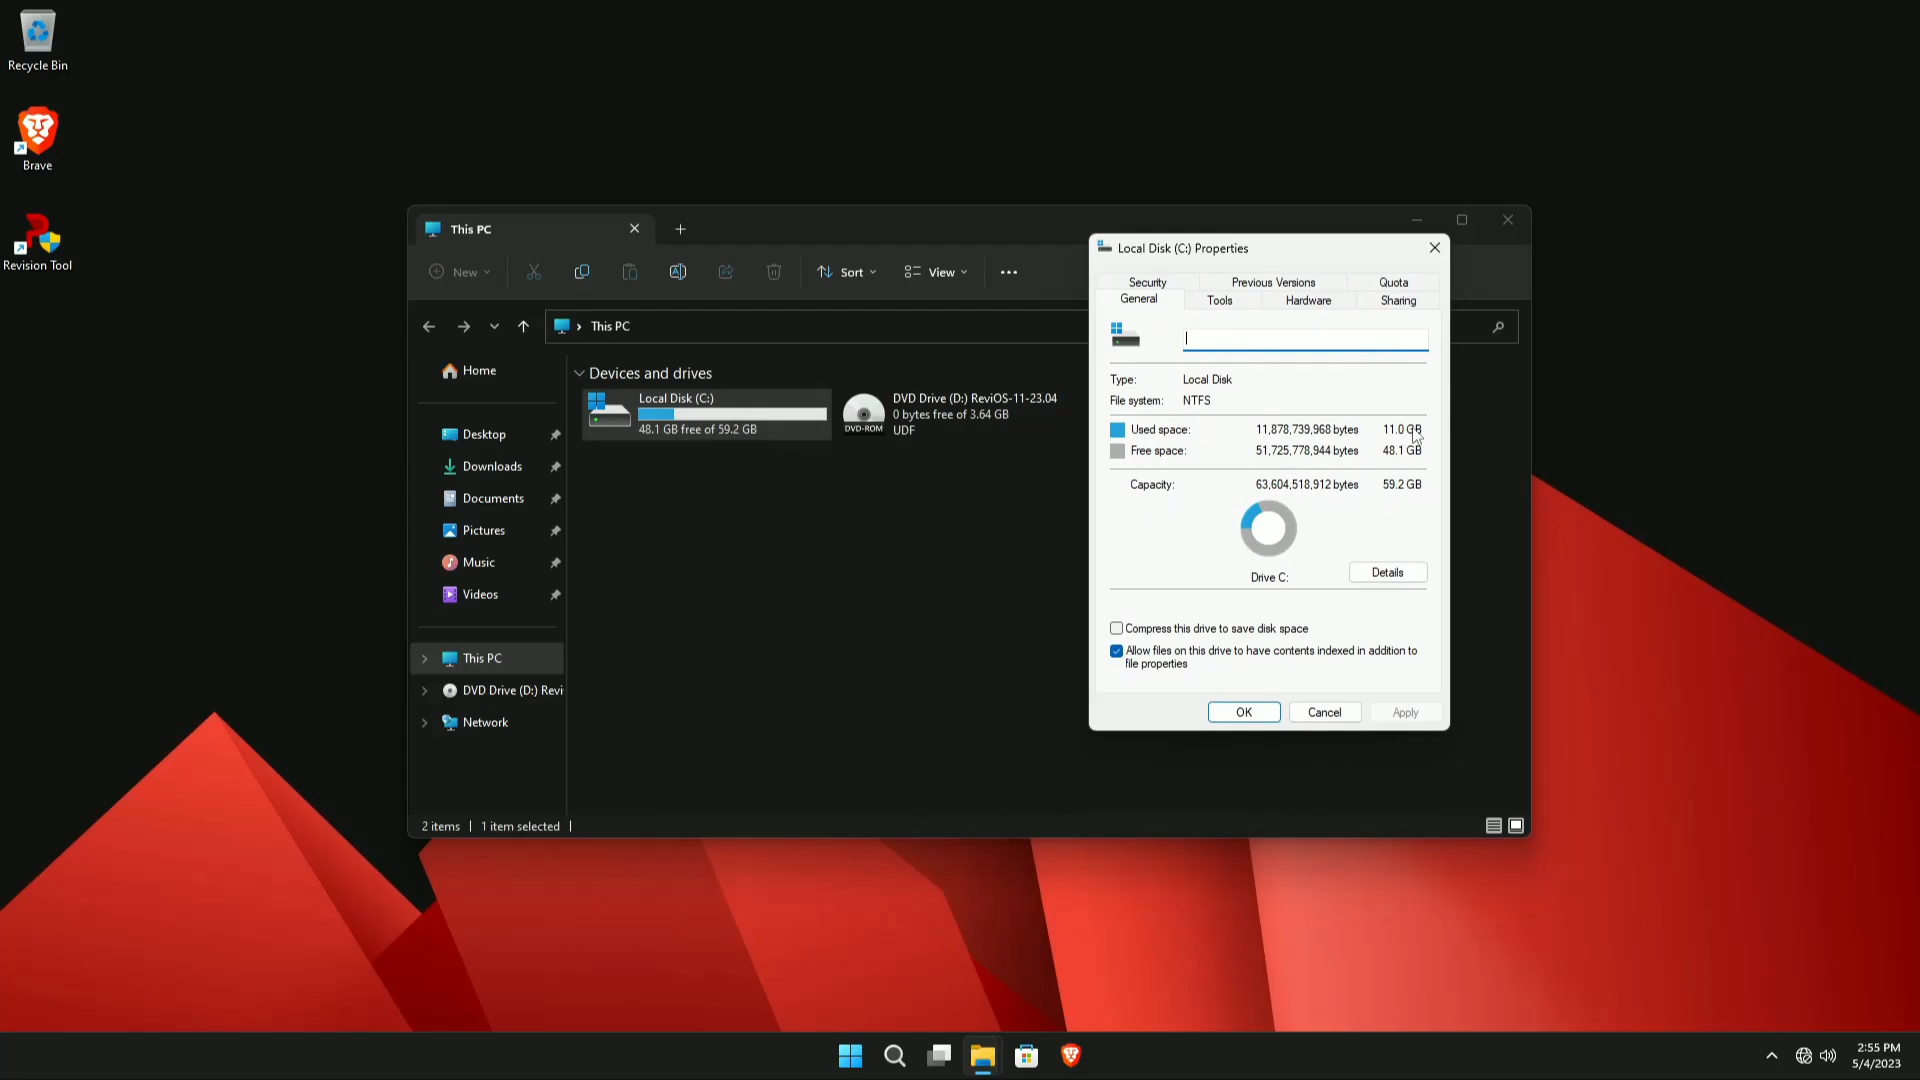 Recycle Bin
Brave
Revision Tool
This PC
New
Sort
View
This PC
Home
Desktop
Downloads
Documents
Pictures
Music
Videos
This PC
DVD Drive (D:) Revi
Network
Devices and drives
Local Disk (C:)
48.1 GB free of 59.2 GB
DVD-ROM
DVD Drive (D:) ReviOS-11-23.04
0 bytes free of 3.64 GB
UDF
2 items
1 item selected
Local Disk (C:) Properties
Security Previous Versions Quota
General Tools Hardware Sharing
Type: Local Disk
File system: NTFS
Used space: 11,878,739,968 bytes 11.0 GB
Free space: 51,725,778,944 bytes 48.1 GB
Capacity: 63,604,518,912 bytes 59.2 GB
Drive C:
Details
Compress this drive to save disk space
Allow files on this drive to have contents indexed in addition to
file properties
OK Cancel Apply
2:55 PM
5/4/2023